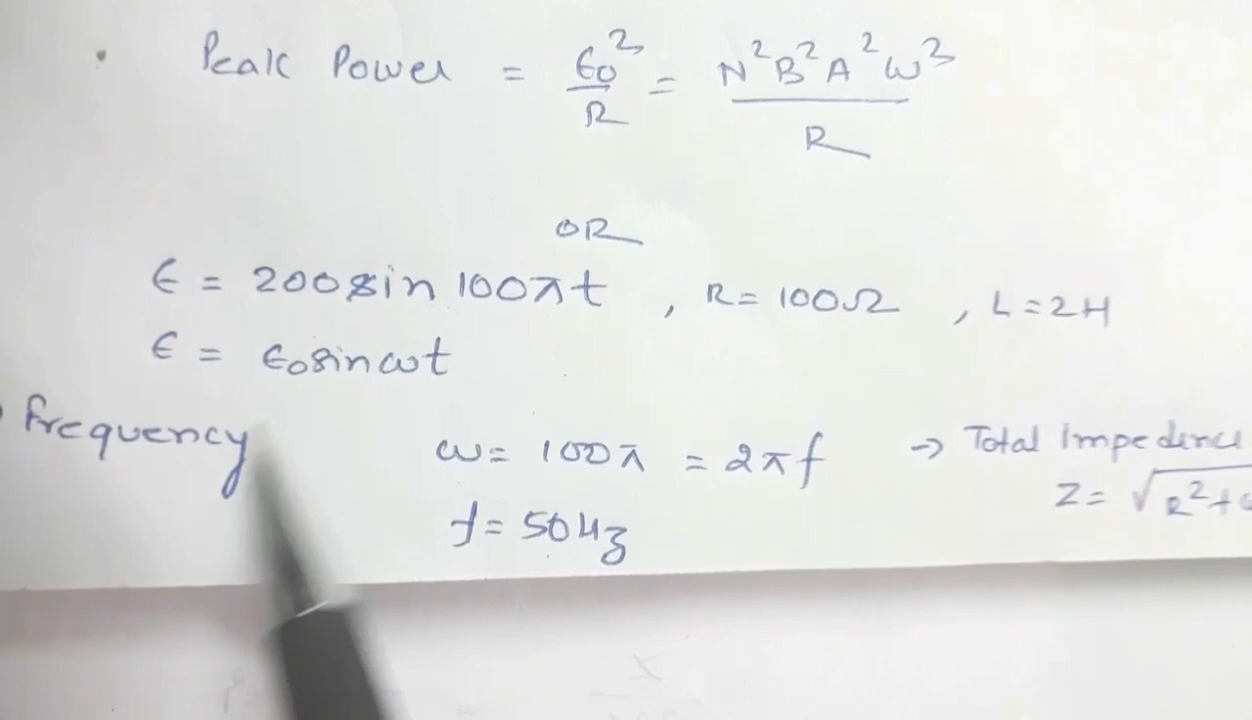 Peak Power = ε₀²/R = N²B²A²ω²/R
OR
ε = 200 sin 100πt , R = 100Ω , L = 2H
ε = ε₀ sin ωt
Frequency ω = 100π = 2πf → Total Impedence
f = 50Hz Z = √R²+